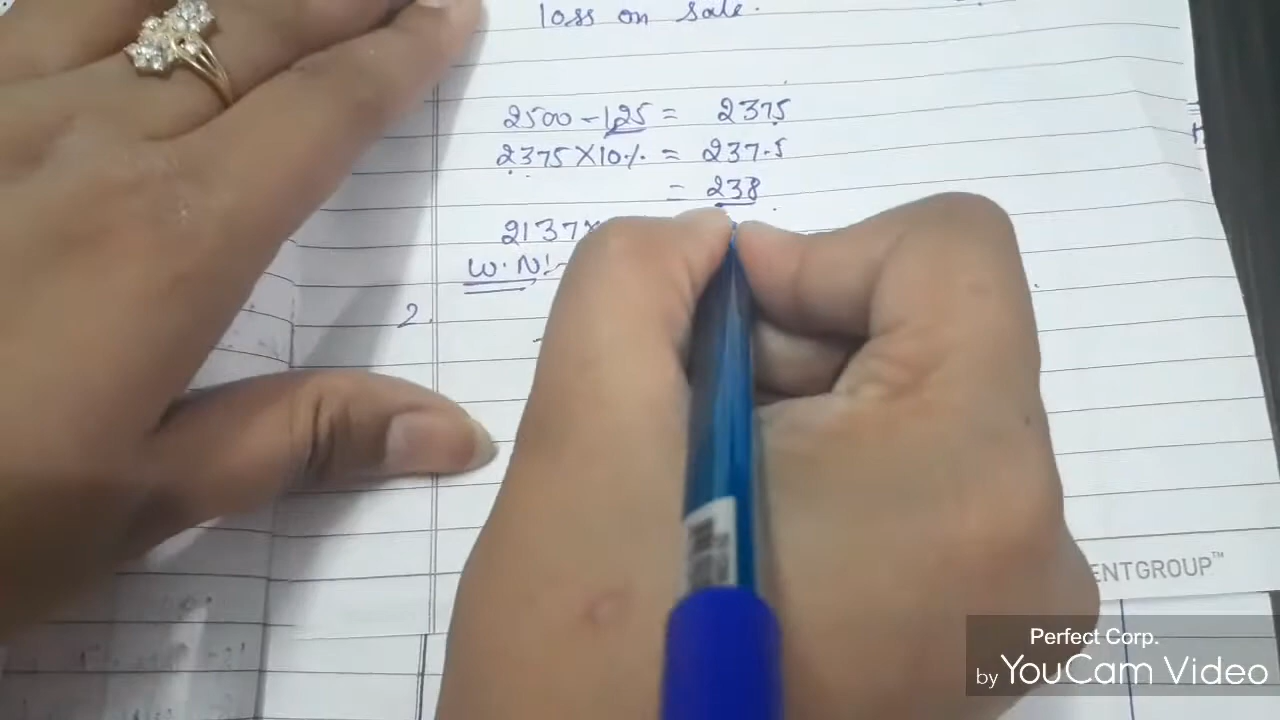 loss on sale.
2500 - 125 = 2375
2375 × 10% = 237.5
= 238
2137×
W.N:-
2.
ENTGROUP™
Perfect Corp.
by YouCam Video